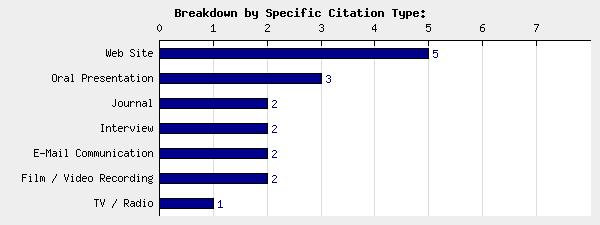 Breakdown by Specific Citation Type:
0 1 2 3 4 5 6 7
Web Site 5
Oral Presentation 3
Journal 2
Interview 2
E-Mail Communication 2
Film / Video Recording 2
TV / Radio 1